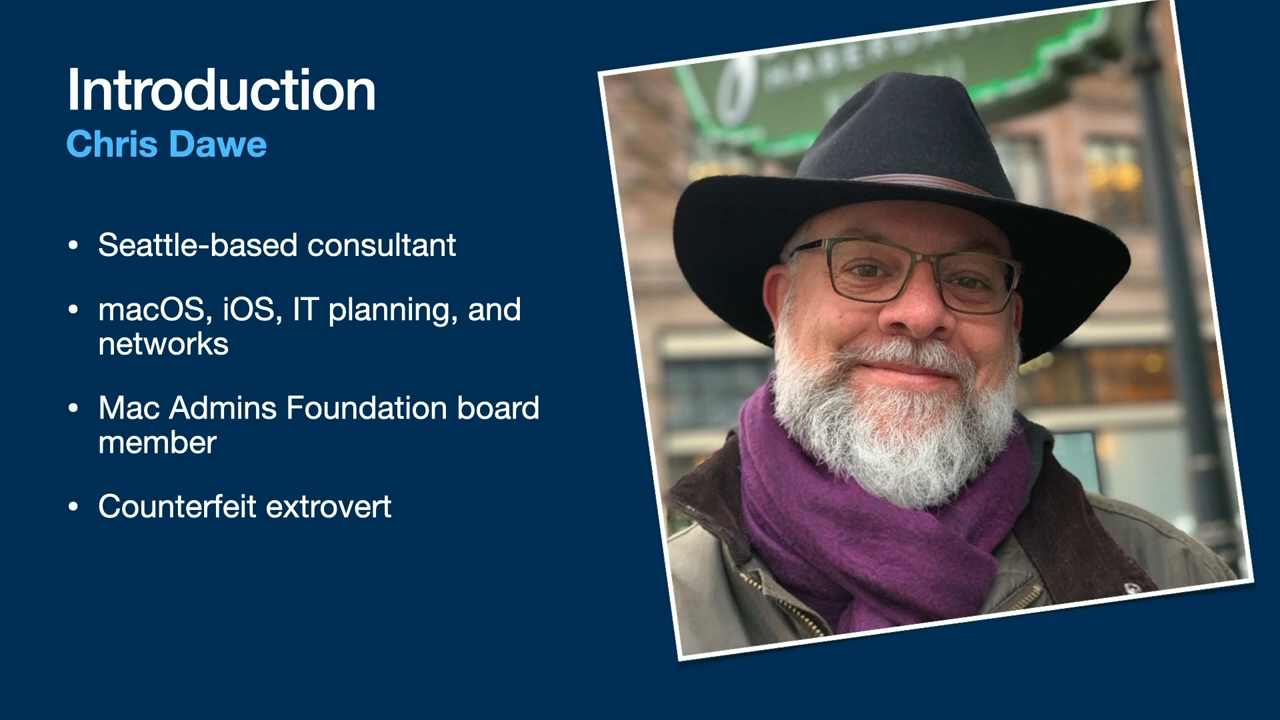 Introduction
Chris Dawe
• Seattle-based consultant
• macOS, iOS, IT planning, and
networks
• Mac Admins Foundation board
member
• Counterfeit extrovert